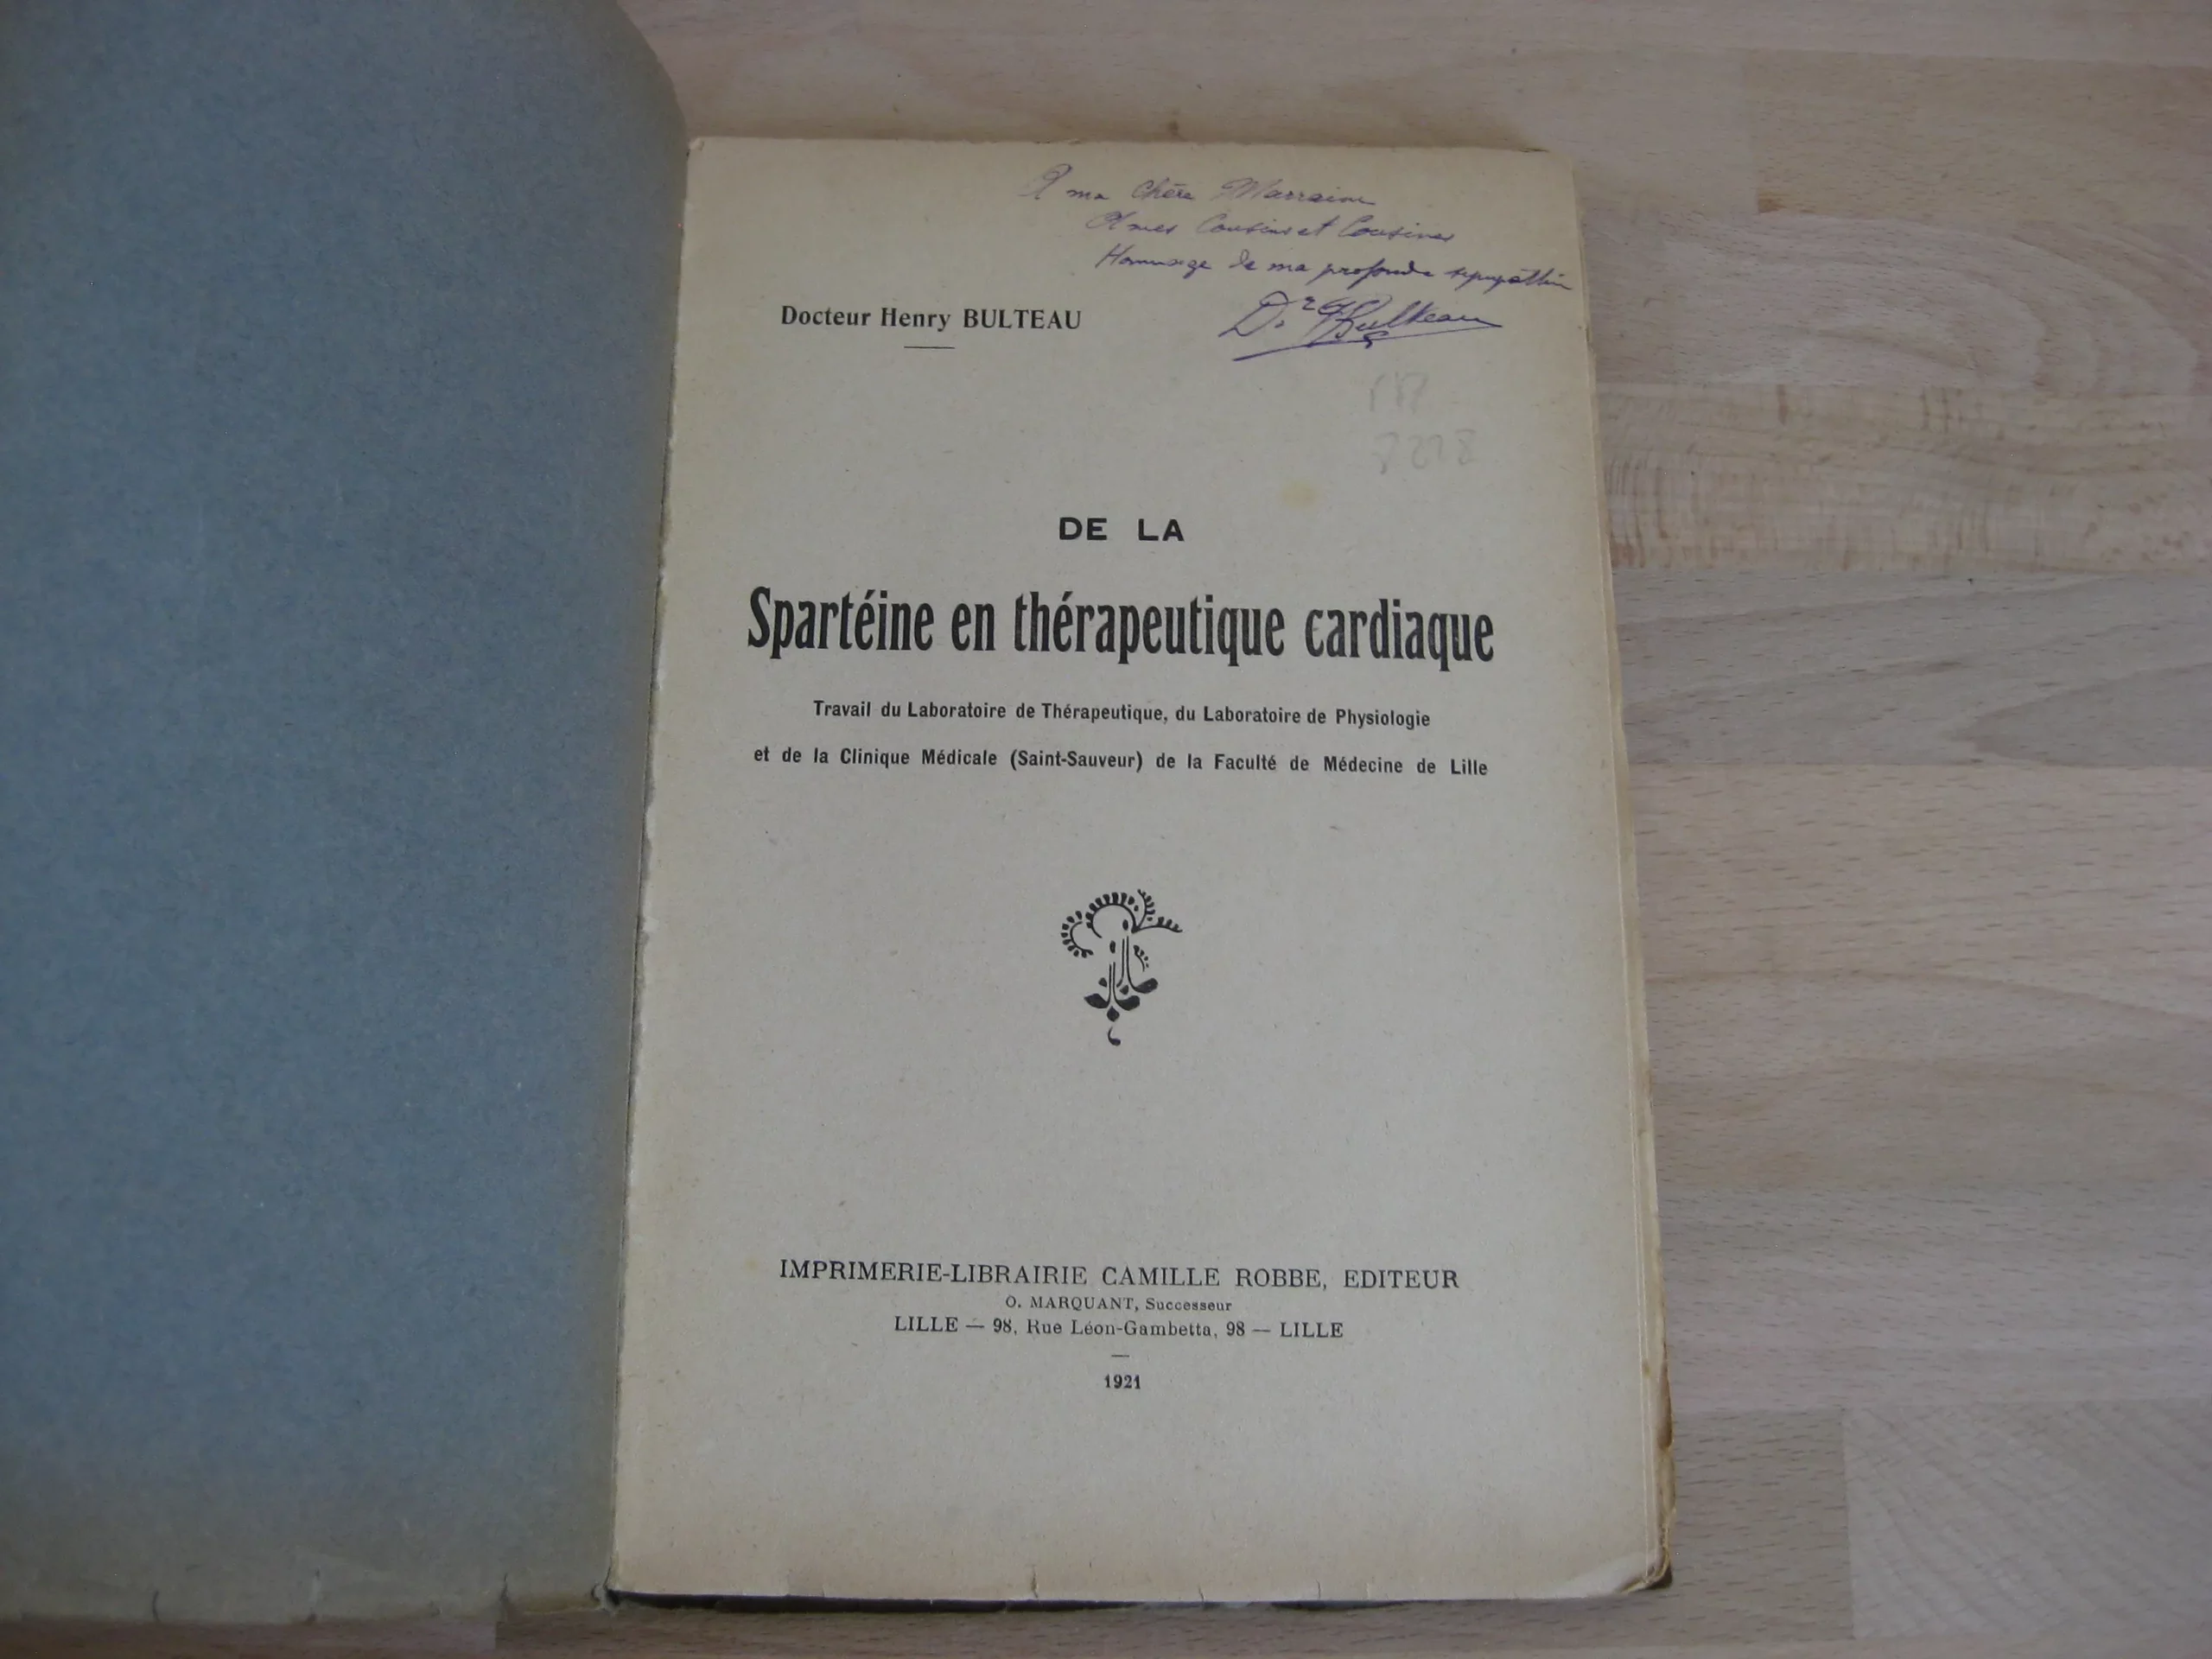 A ma chère Marraine
A mes Cousins et Cousines
Hommage de ma profonde sympathie
Dr HBulteau
Docteur Henry BULTEAU
DE LA
Spartéine en thérapeutique cardiaque
Travail du Laboratoire de Thérapeutique, du Laboratoire de Physiologie
et de la Clinique Médicale (Saint-Sauveur) de la Faculté de Médecine de Lille
IMPRIMERIE-LIBRAIRIE CAMILLE ROBBE, EDITEUR
O. MARQUANT, Successeur
LILLE — 98, Rue Léon-Gambetta, 98 — LILLE
1921